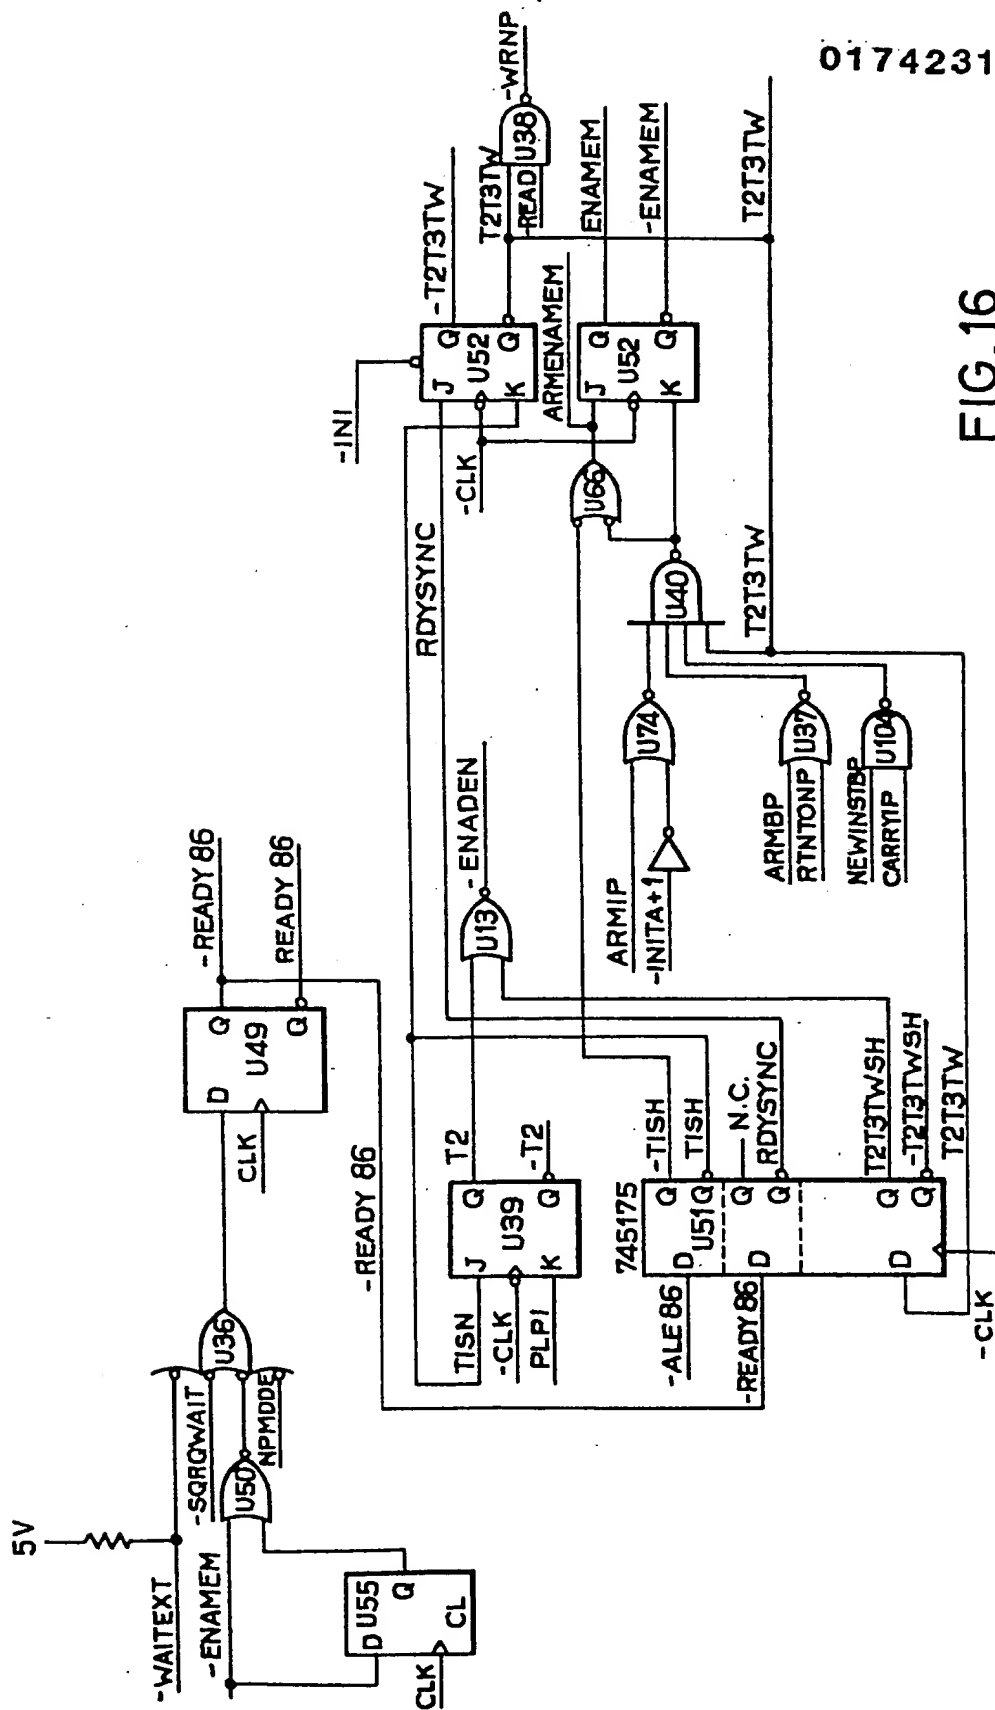 0174231
5V
-WAITEXT
-SQRQWAIT
-ENAMEM
NPMDDE
U36
U50
D U55
Q
CL
CLK
D
Q
U49
Q
CLK
-READY 86
READY 86
-READY 86
TISN
-CLK
PLPI
J
Q
U39
K
Q
T2
-T2
U13
-ENADEN
745175
-ALE 86
-READY 86
D
Q
U51
Q
-TISH
TISH
D
Q
N.C.
Q
RDYSYNC
D
Q
T2T3TWSH
Q
-T2T3TWSH
T2T3TW
-CLK
RDYSYNC
-INI
-CLK
J
Q
U52
K
Q
-T2T3TW
T2T3TW
READ
U38
-WRNP
ARMENAMEM
U66
J
Q
U52
K
Q
ENAMEM
-ENAMEM
ARMIP
-INITA+1
U74
ARMBP
RTNTONP
U37
NEWINSTBP
CARRYIP
U104
U40
T2T3TW
T2T3TW
FIG.16